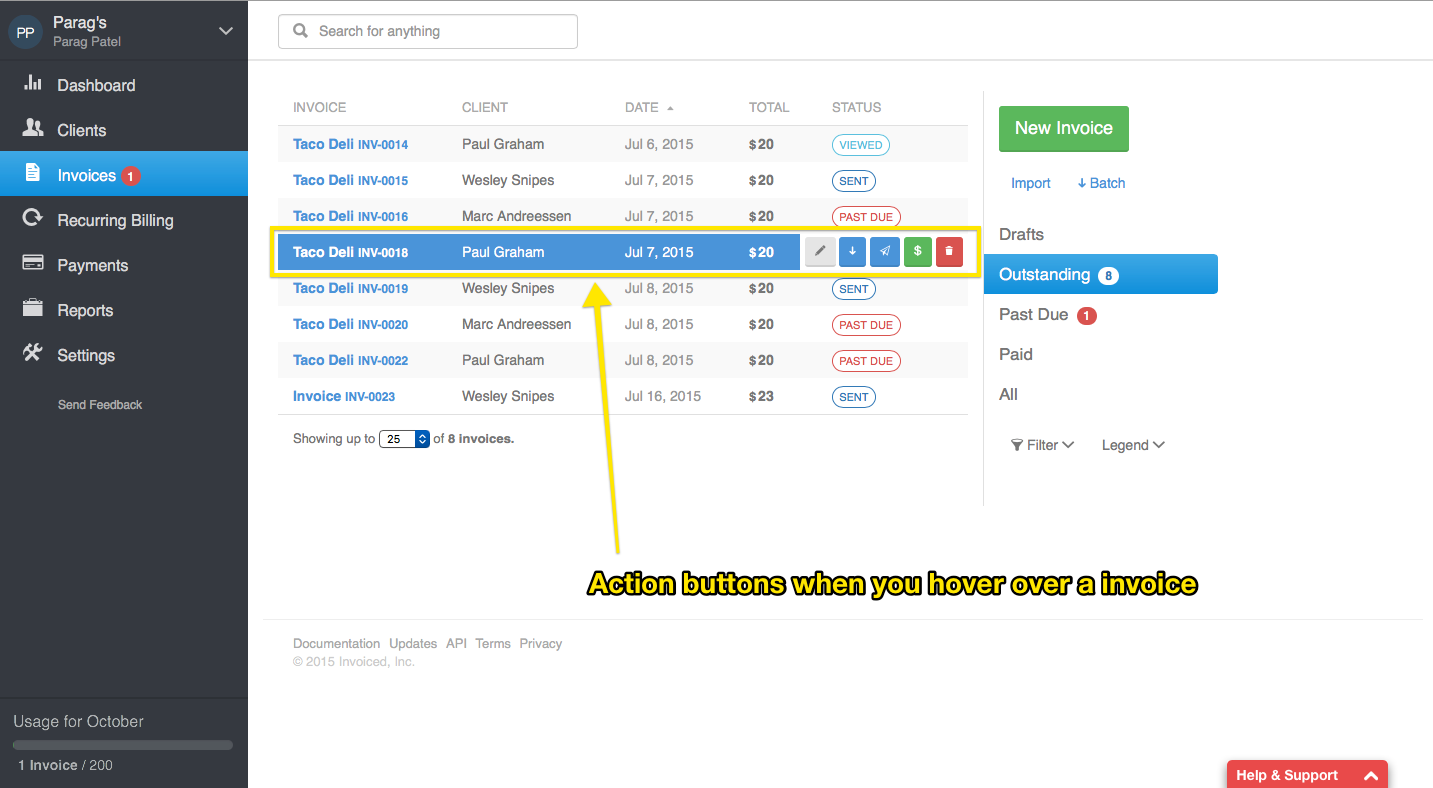 PP
Parag's
Parag Patel
Dashboard
Clients
Invoices 1
Recurring Billing
Payments
Reports
Settings
Send Feedback
Usage for October
1 Invoice / 200
Search for anything
INVOICE CLIENT DATE TOTAL STATUS
Taco Deli INV-0014 Paul Graham Jul 6, 2015 $20 VIEWED
Taco Deli INV-0015 Wesley Snipes Jul 7, 2015 $20 SENT
Taco Deli INV-0016 Marc Andreessen Jul 7, 2015 $20 PAST DUE
Taco Deli INV-0018 Paul Graham Jul 7, 2015 $20 $
Taco Deli INV-0019 Wesley Snipes Jul 8, 2015 $20 SENT
Taco Deli INV-0020 Marc Andreessen Jul 8, 2015 $20 PAST DUE
Taco Deli INV-0022 Paul Graham Jul 8, 2015 $20 PAST DUE
Invoice INV-0023 Wesley Snipes Jul 16, 2015 $23 SENT
Showing up to 25 of 8 invoices.
New Invoice
Import Batch
Drafts
Outstanding 8
Past Due 1
Paid
All
Filter Legend
Action buttons when you hover over a invoice
Documentation Updates API Terms Privacy
© 2015 Invoiced, Inc.
Help & Support